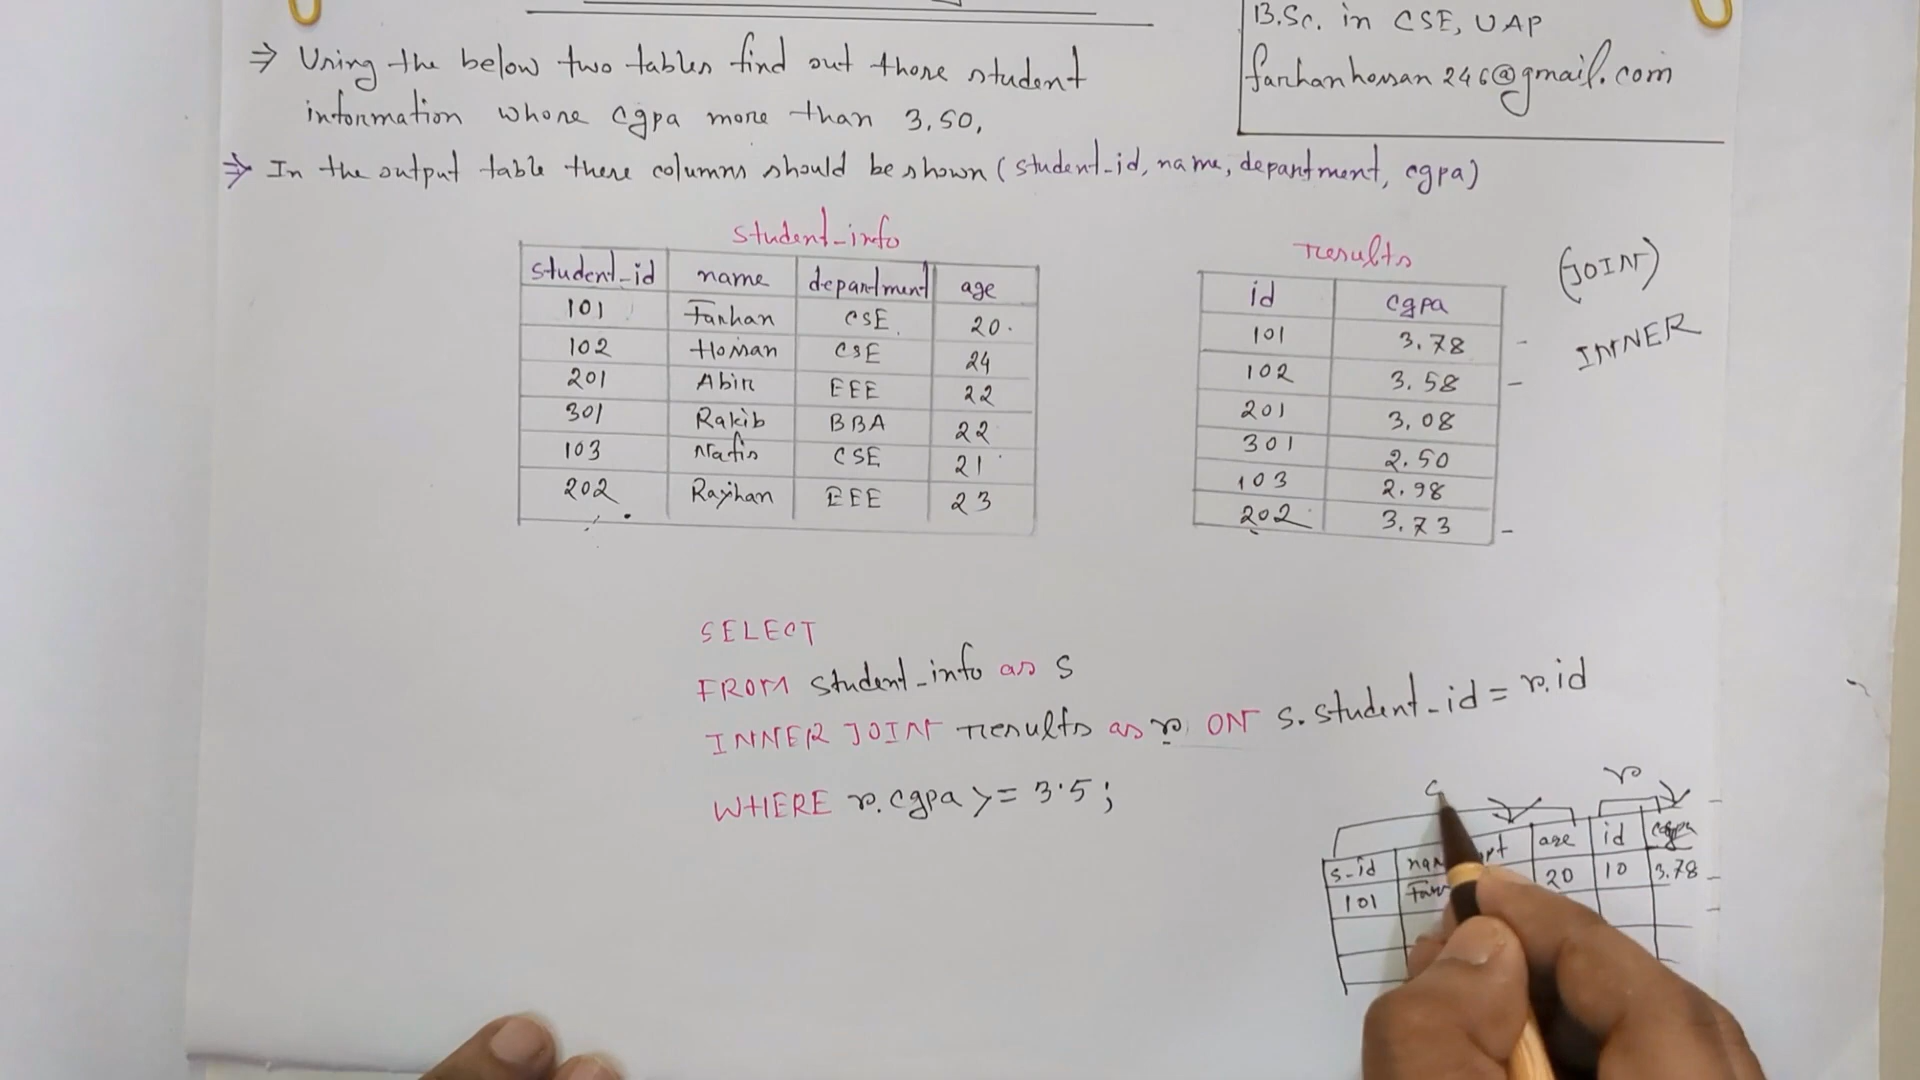 B.Sc. in CSE, UAP
farhanhossan246@gmail.com
⇒ Using the below two tables find out those student
information whose cgpa more than 3.50,
⇒ In the output table these columns should be shown (student_id, name, department, cgpa)
student_info
student_id name department age
101 Farhan CSE 20
102 Hossan CSE 24
201 Abir EEE 22
301 Rakib BBA 22
103 Nafis CSE 21
202 Rayhan EEE 23
results
id cgpa
101 3.78
102 3.58
201 3.08
301 2.50
103 2.98
202 3.73
(JOIN)
INNER
SELECT
FROM student_info as s
INNER JOIN results as r ON s.student_id = r.id
WHERE r.cgpa >= 3.5;
r
s-id age id cgpa
101 20 10 3.78